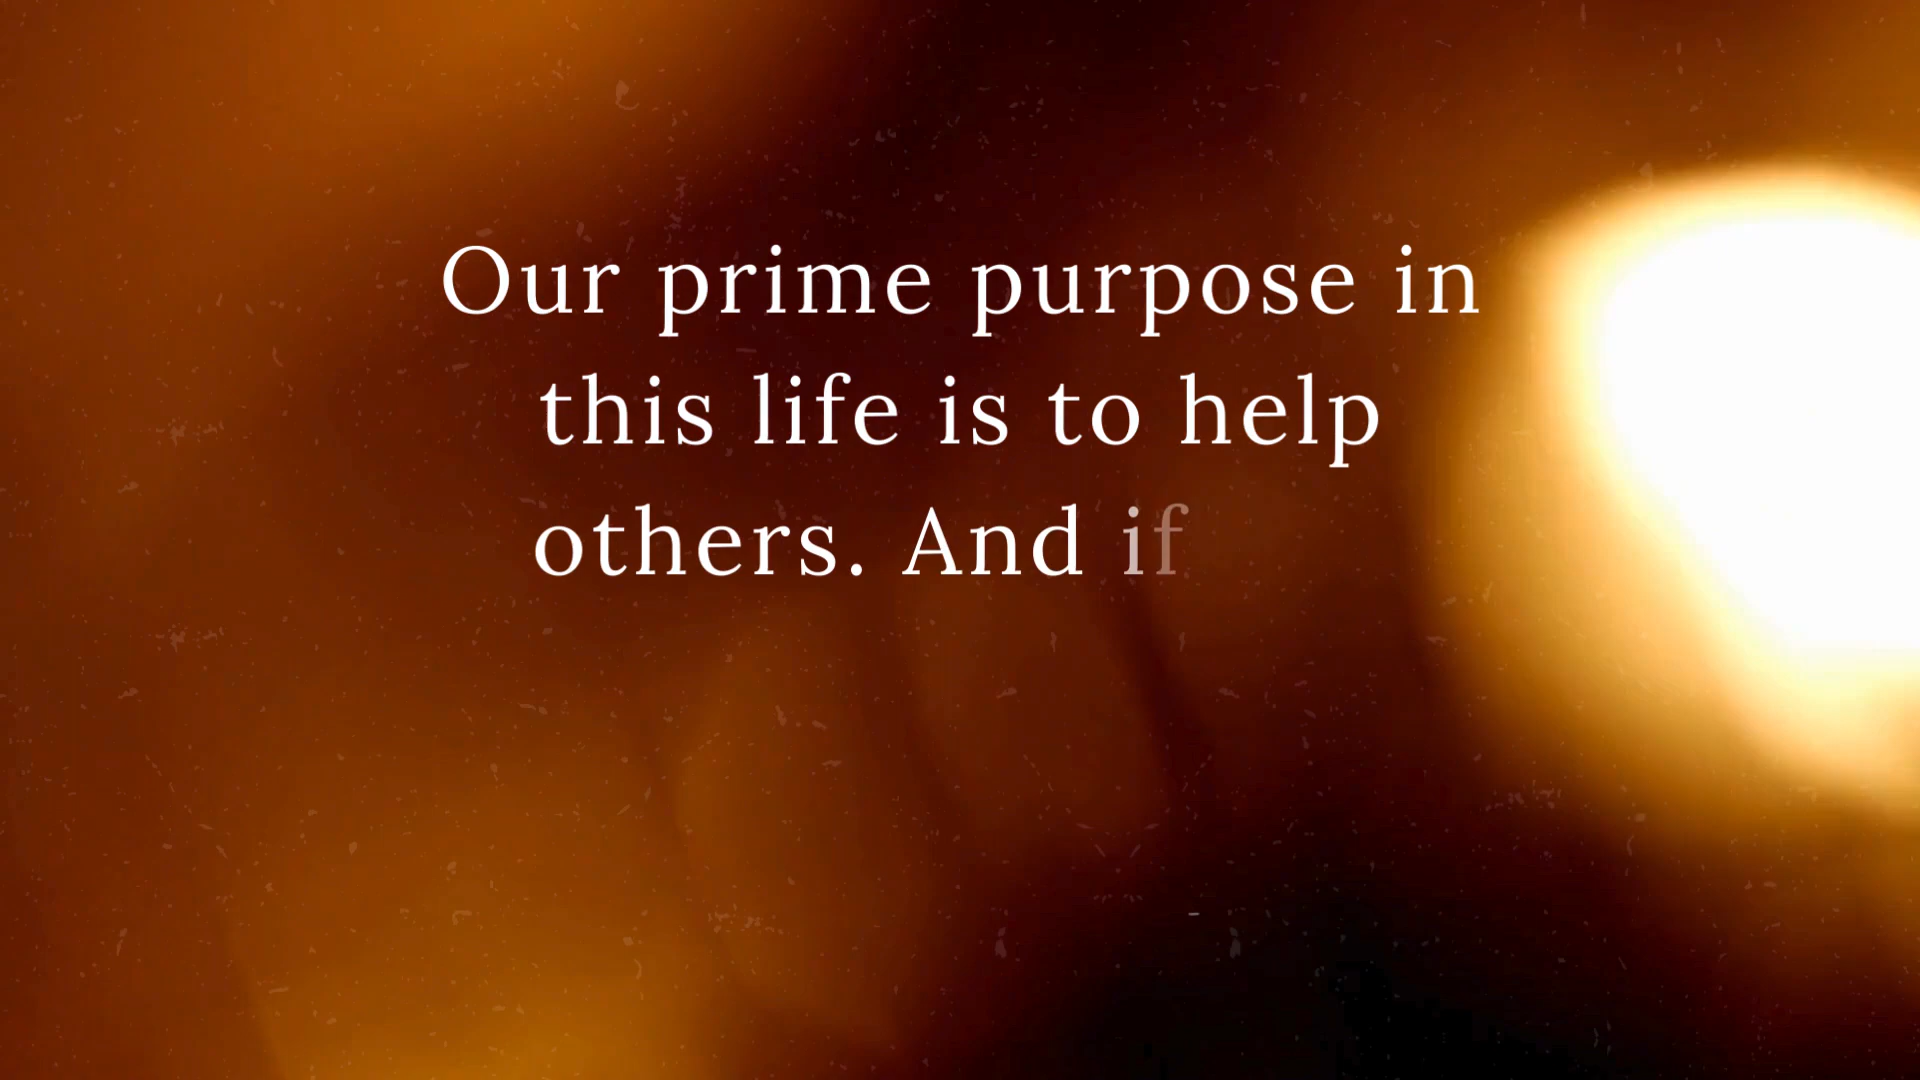 Our prime purpose in
this life is to help
others. And if